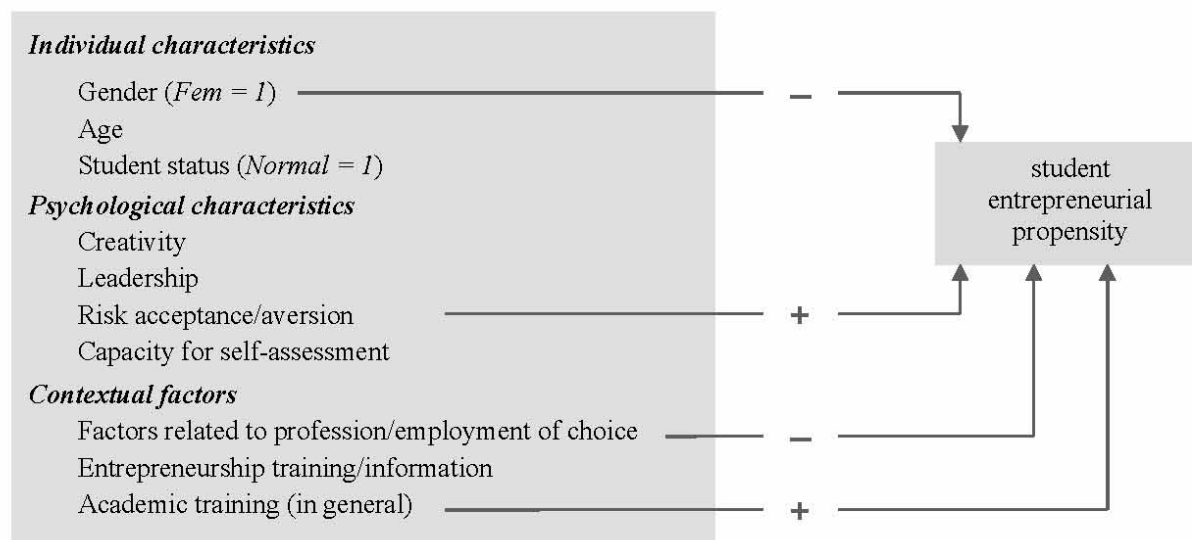 Individual characteristics
Gender (Fem = 1)
–
Age
Student status (Normal = 1)
student
entrepreneurial
propensity
Psychological characteristics
Creativity
Leadership
Risk acceptance/aversion
+
Capacity for self-assessment
Contextual factors
Factors related to profession/employment of choice
–
Entrepreneurship training/information
Academic training (in general)
+